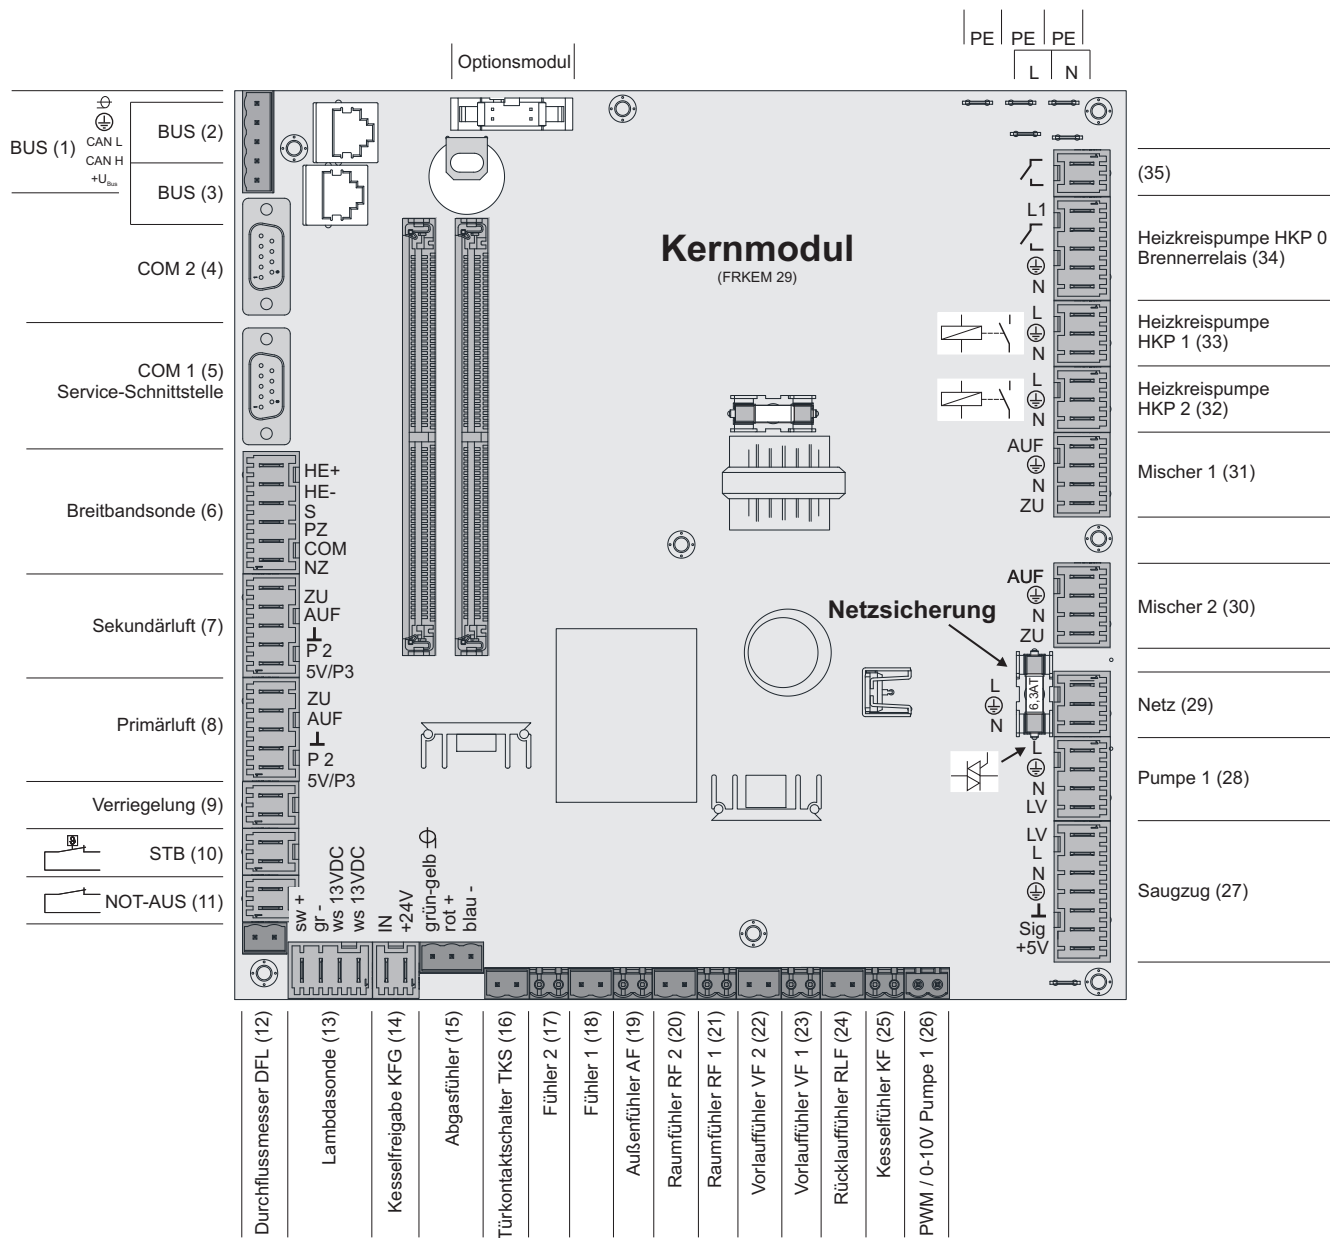 PE PE PE
L N
Optionsmodul
BUS (1)
CAN L
CAN H
+U Bus
BUS (2)
BUS (3)
COM 2 (4)
COM 1 (5)
Service-Schnittstelle
Breitbandsonde (6)
HE+
HE-
S
PZ
COM
NZ
Sekundärluft (7)
ZU
AUF
P 2
5V/P3
Primärluft (8)
ZU
AUF
P 2
5V/P3
Verriegelung (9)
STB (10)
NOT-AUS (11)
Kernmodul
(FRKEM 29)
Netzsicherung
6.3AT
(35)
L1
N
Heizkreispumpe HKP 0
Brennerrelais (34)
L
N
Heizkreispumpe
HKP 1 (33)
L
N
Heizkreispumpe
HKP 2 (32)
AUF
N
ZU
Mischer 1 (31)
AUF
N
ZU
Mischer 2 (30)
L
N
Netz (29)
L
N
LV
Pumpe 1 (28)
LV
L
N
Sig
+5V
Saugzug (27)
sw +
gr -
ws 13VDC
ws 13VDC
IN
+24V
grün-gelb
rot +
blau -
Durchflussmesser DFL (12)
Lambdasonde (13)
Kesselfreigabe KFG (14)
Abgasfühler (15)
Türkontaktschalter TKS (16)
Fühler 2 (17)
Fühler 1 (18)
Außenfühler AF (19)
Raumfühler RF 2 (20)
Raumfühler RF 1 (21)
Vorlauffühler VF 2 (22)
Vorlauffühler VF 1 (23)
Rücklauffühler RLF (24)
Kesselfühler KF (25)
PWM / 0-10V Pumpe 1 (26)